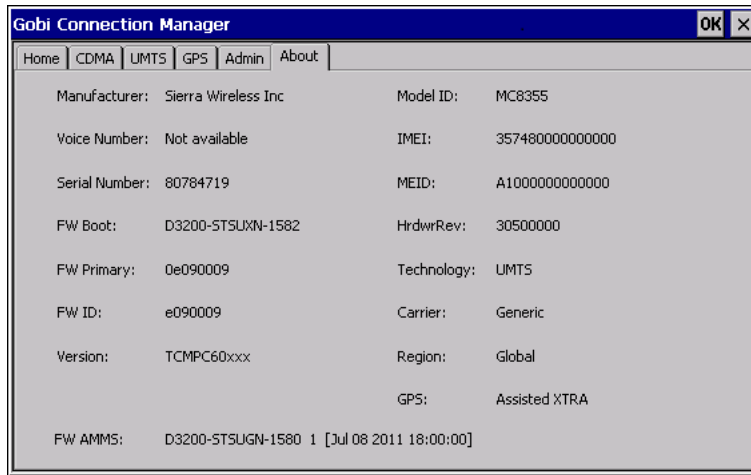 Gobi Connection Manager OK ×
Home CDMA UMTS GPS Admin About
Manufacturer: Sierra Wireless Inc Model ID: MC8355
Voice Number: Not available IMEI: 357480000000000
Serial Number: 80784719 MEID: A1000000000000
FW Boot: D3200-STSUXN-1582 HrdwrRev: 30500000
FW Primary: 0e090009 Technology: UMTS
FW ID: e090009 Carrier: Generic
Version: TCMPC60xxx Region: Global
GPS: Assisted XTRA
FW AMMS: D3200-STSUGN-1580 1 [Jul 08 2011 18:00:00]